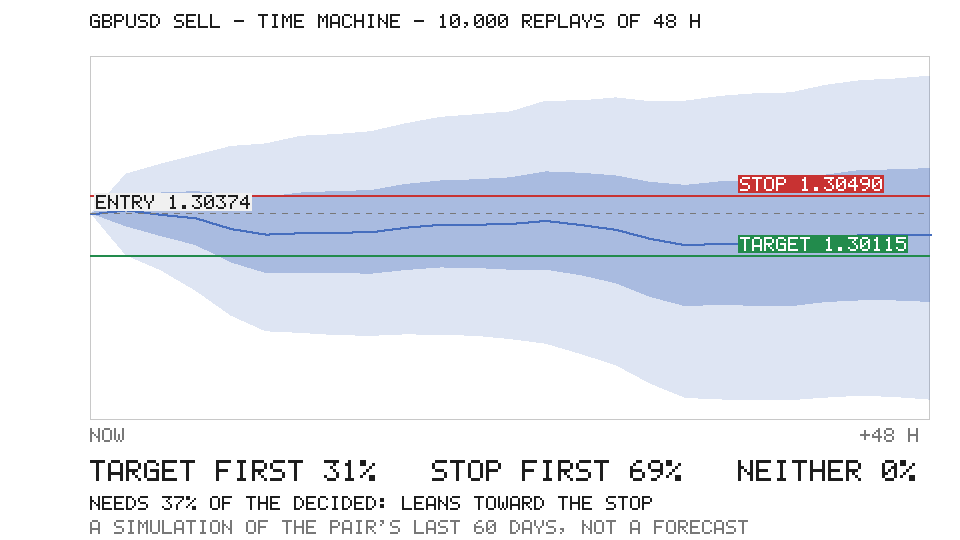 GBPUSD SELL - TIME MACHINE - 10,000 REPLAYS OF 48 H
STOP 1.30490
ENTRY 1.30374
TARGET 1.30115
NOW +48 H
TARGET FIRST 31% STOP FIRST 69% NEITHER 0%
NEEDS 37% OF THE DECIDED: LEANS TOWARD THE STOP
A SIMULATION OF THE PAIR'S LAST 60 DAYS, NOT A FORECAST